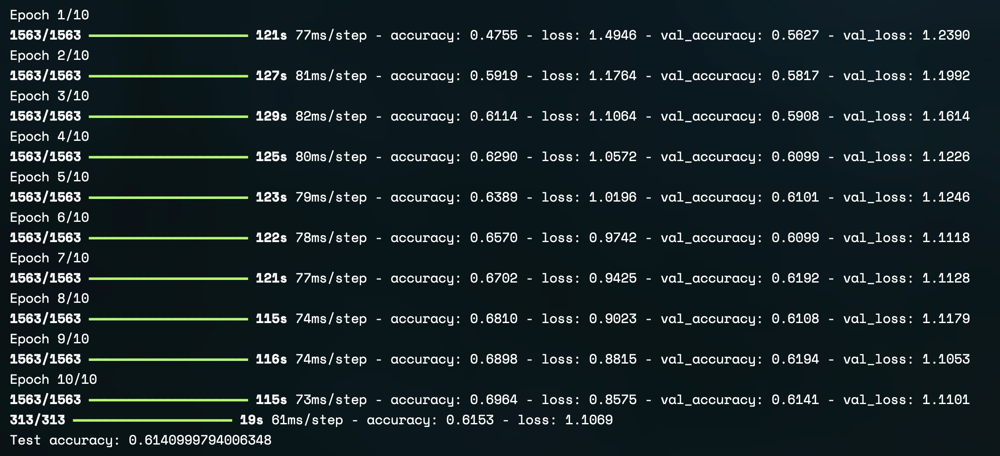 Epoch 1/10
1563/1563 ━━━━━━━━━━━━━━━━━━━━ 121s 77ms/step - accuracy: 0.4755 - loss: 1.4946 - val_accuracy: 0.5627 - val_loss: 1.2390
Epoch 2/10
1563/1563 ━━━━━━━━━━━━━━━━━━━━ 127s 81ms/step - accuracy: 0.5919 - loss: 1.1764 - val_accuracy: 0.5817 - val_loss: 1.1992
Epoch 3/10
1563/1563 ━━━━━━━━━━━━━━━━━━━━ 129s 82ms/step - accuracy: 0.6114 - loss: 1.1064 - val_accuracy: 0.5908 - val_loss: 1.1614
Epoch 4/10
1563/1563 ━━━━━━━━━━━━━━━━━━━━ 125s 80ms/step - accuracy: 0.6290 - loss: 1.0572 - val_accuracy: 0.6099 - val_loss: 1.1226
Epoch 5/10
1563/1563 ━━━━━━━━━━━━━━━━━━━━ 123s 79ms/step - accuracy: 0.6389 - loss: 1.0196 - val_accuracy: 0.6101 - val_loss: 1.1246
Epoch 6/10
1563/1563 ━━━━━━━━━━━━━━━━━━━━ 122s 78ms/step - accuracy: 0.6570 - loss: 0.9742 - val_accuracy: 0.6099 - val_loss: 1.1118
Epoch 7/10
1563/1563 ━━━━━━━━━━━━━━━━━━━━ 121s 77ms/step - accuracy: 0.6702 - loss: 0.9425 - val_accuracy: 0.6192 - val_loss: 1.1128
Epoch 8/10
1563/1563 ━━━━━━━━━━━━━━━━━━━━ 115s 74ms/step - accuracy: 0.6810 - loss: 0.9023 - val_accuracy: 0.6108 - val_loss: 1.1179
Epoch 9/10
1563/1563 ━━━━━━━━━━━━━━━━━━━━ 116s 74ms/step - accuracy: 0.6898 - loss: 0.8815 - val_accuracy: 0.6194 - val_loss: 1.1053
Epoch 10/10
1563/1563 ━━━━━━━━━━━━━━━━━━━━ 115s 73ms/step - accuracy: 0.6964 - loss: 0.8575 - val_accuracy: 0.6141 - val_loss: 1.1101
313/313 ━━━━━━━━━━━━━━━━━━━━ 19s 61ms/step - accuracy: 0.6153 - loss: 1.1069
Test accuracy: 0.6140999794006348